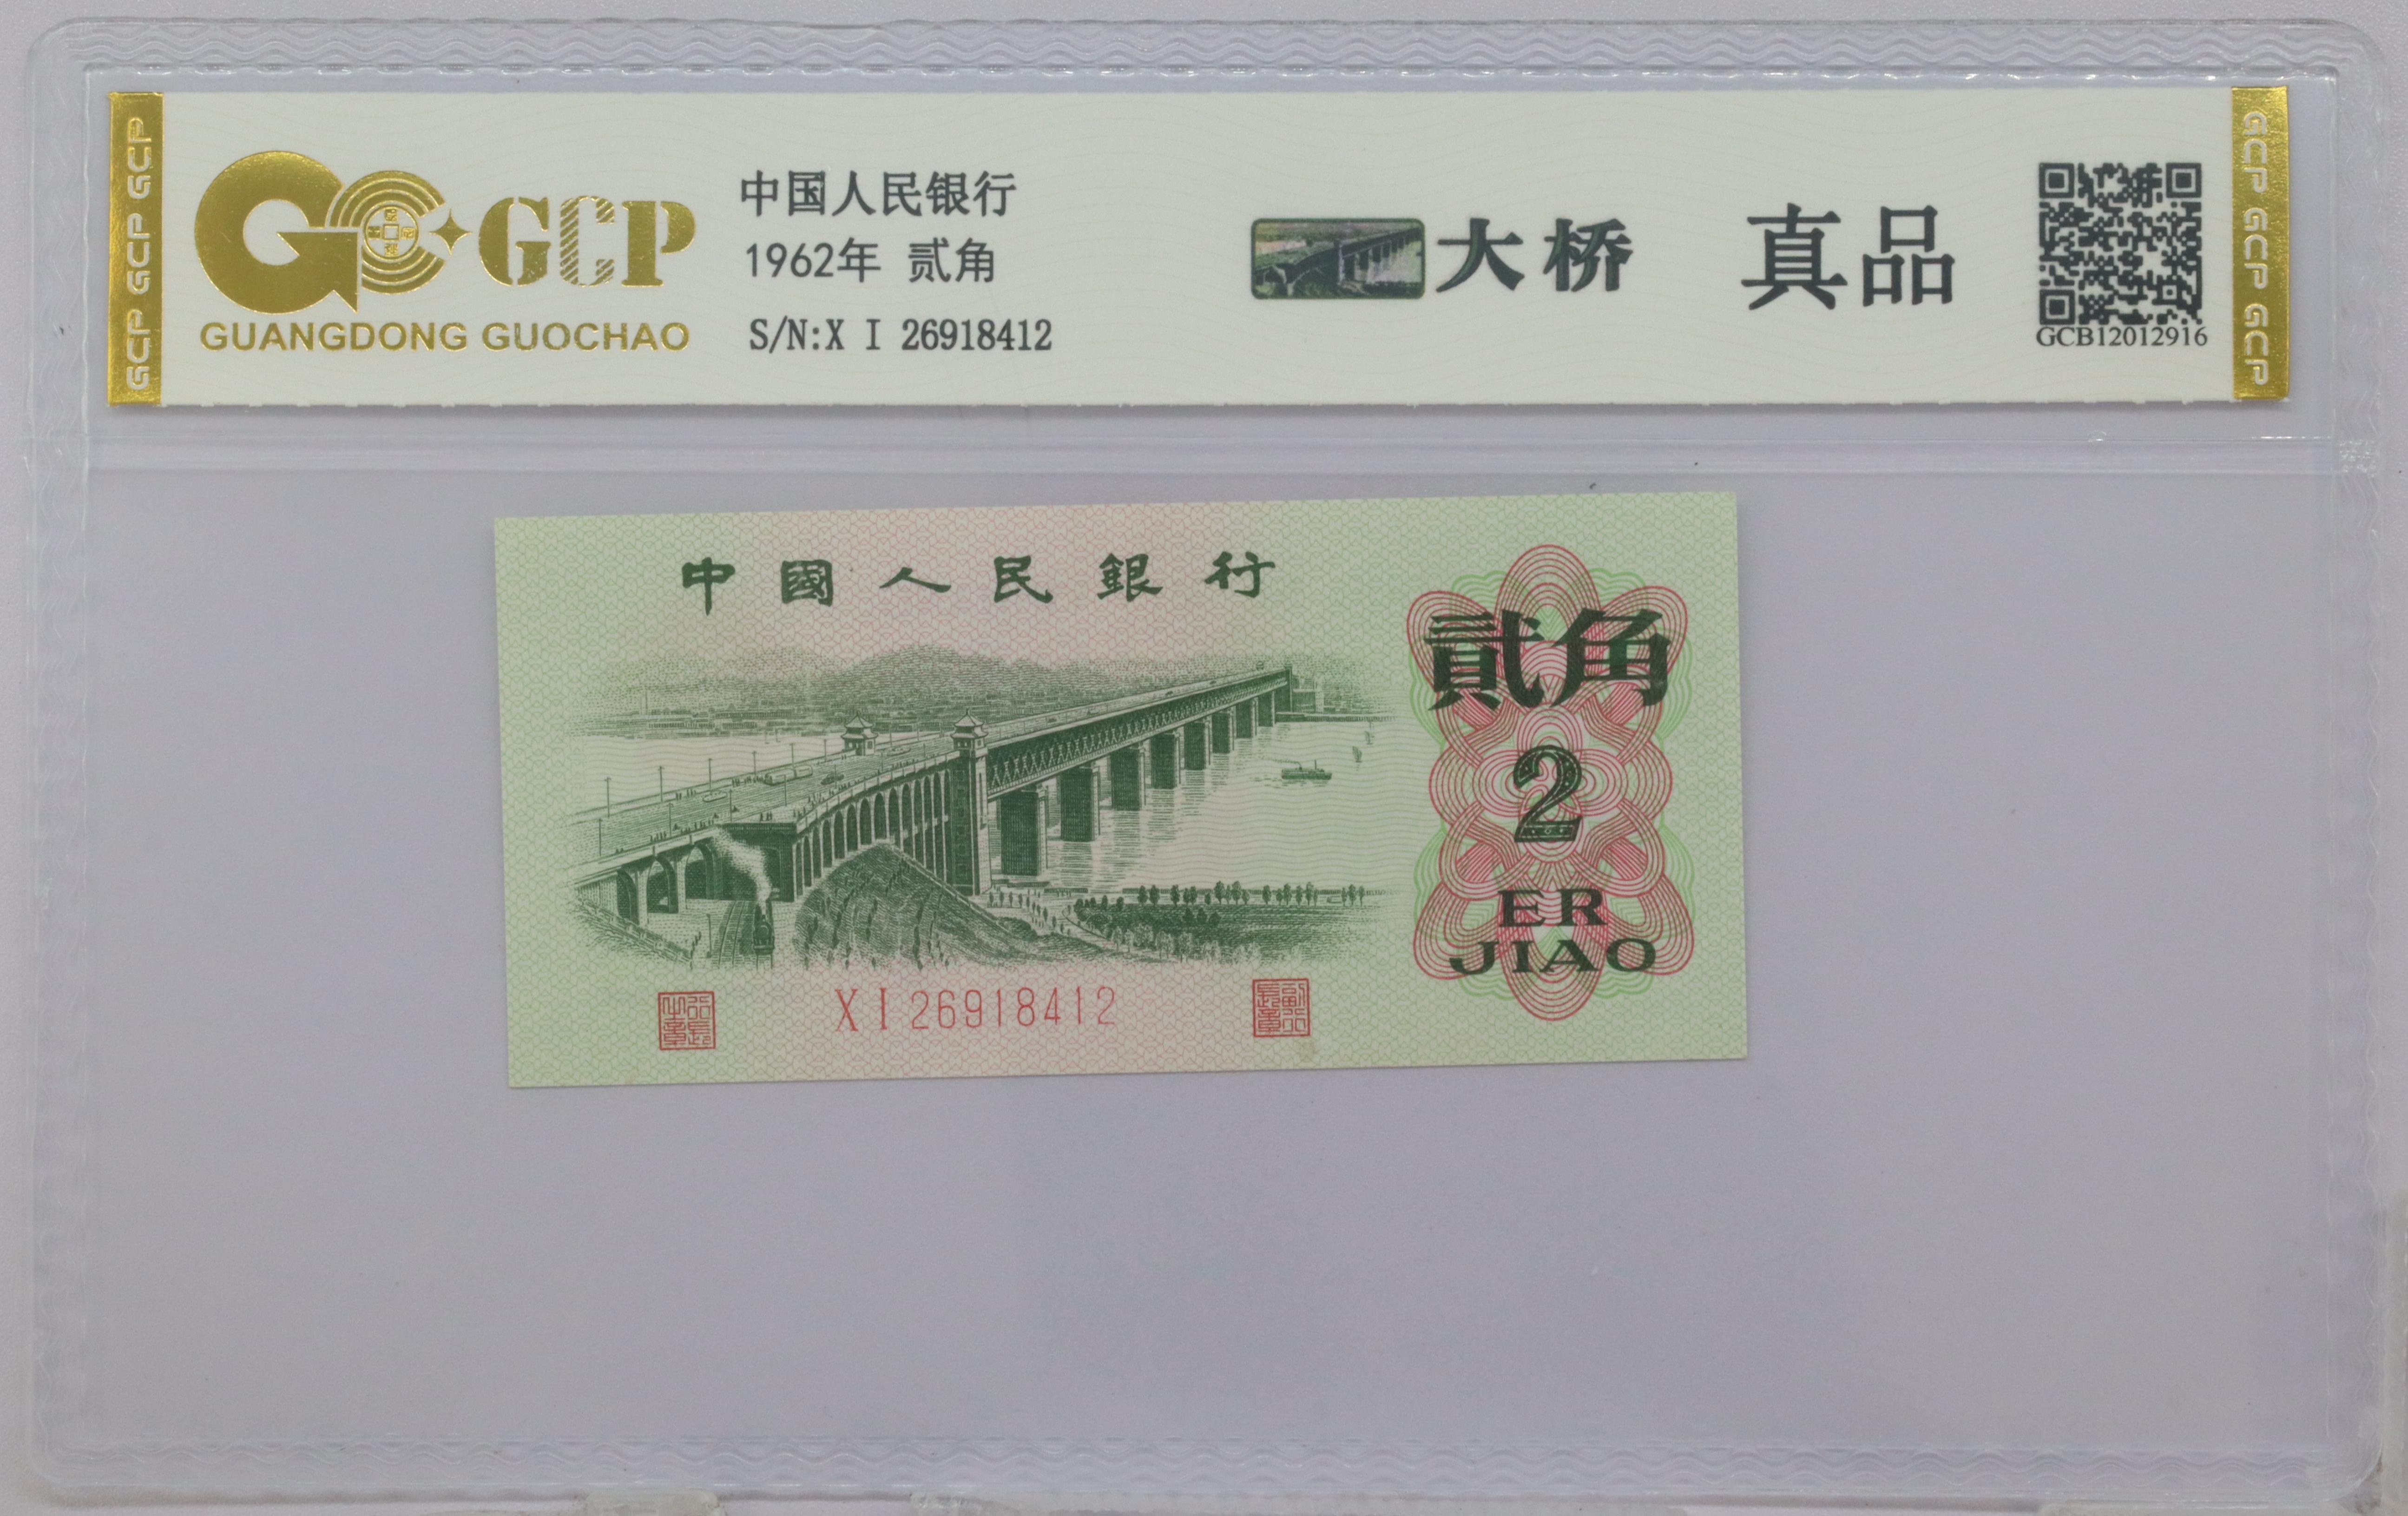 GCP GCP GCP
GCP
GUANGDONG GUOCHAO
中国人民银行
1962年 贰角
S/N:X I 26918412
大桥
真品
GCB12012916
GCP GCP GCP
中國人民銀行
貳角
2
ER
JIAO
X I 26918412